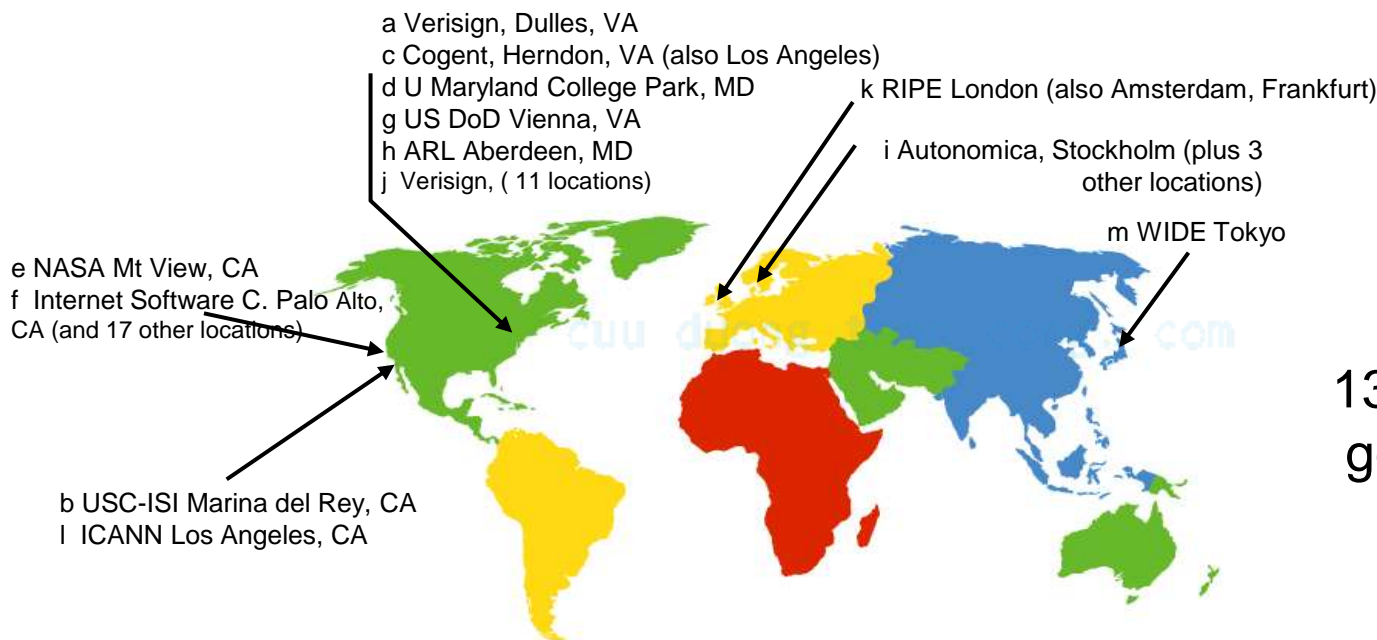 a Verisign, Dulles, VA
c Cogent, Herndon, VA (also Los Angeles)
d U Maryland College Park, MD
g US DoD Vienna, VA
h ARL Aberdeen, MD
j Verisign, ( 11 locations)
k RIPE London (also Amsterdam, Frankfurt)
i Autonomica, Stockholm (plus 3
other locations)
m WIDE Tokyo
e NASA Mt View, CA
f Internet Software C. Palo Alto,
CA (and 17 other locations)
b USC-ISI Marina del Rey, CA
l ICANN Los Angeles, CA
cuu duong com
13